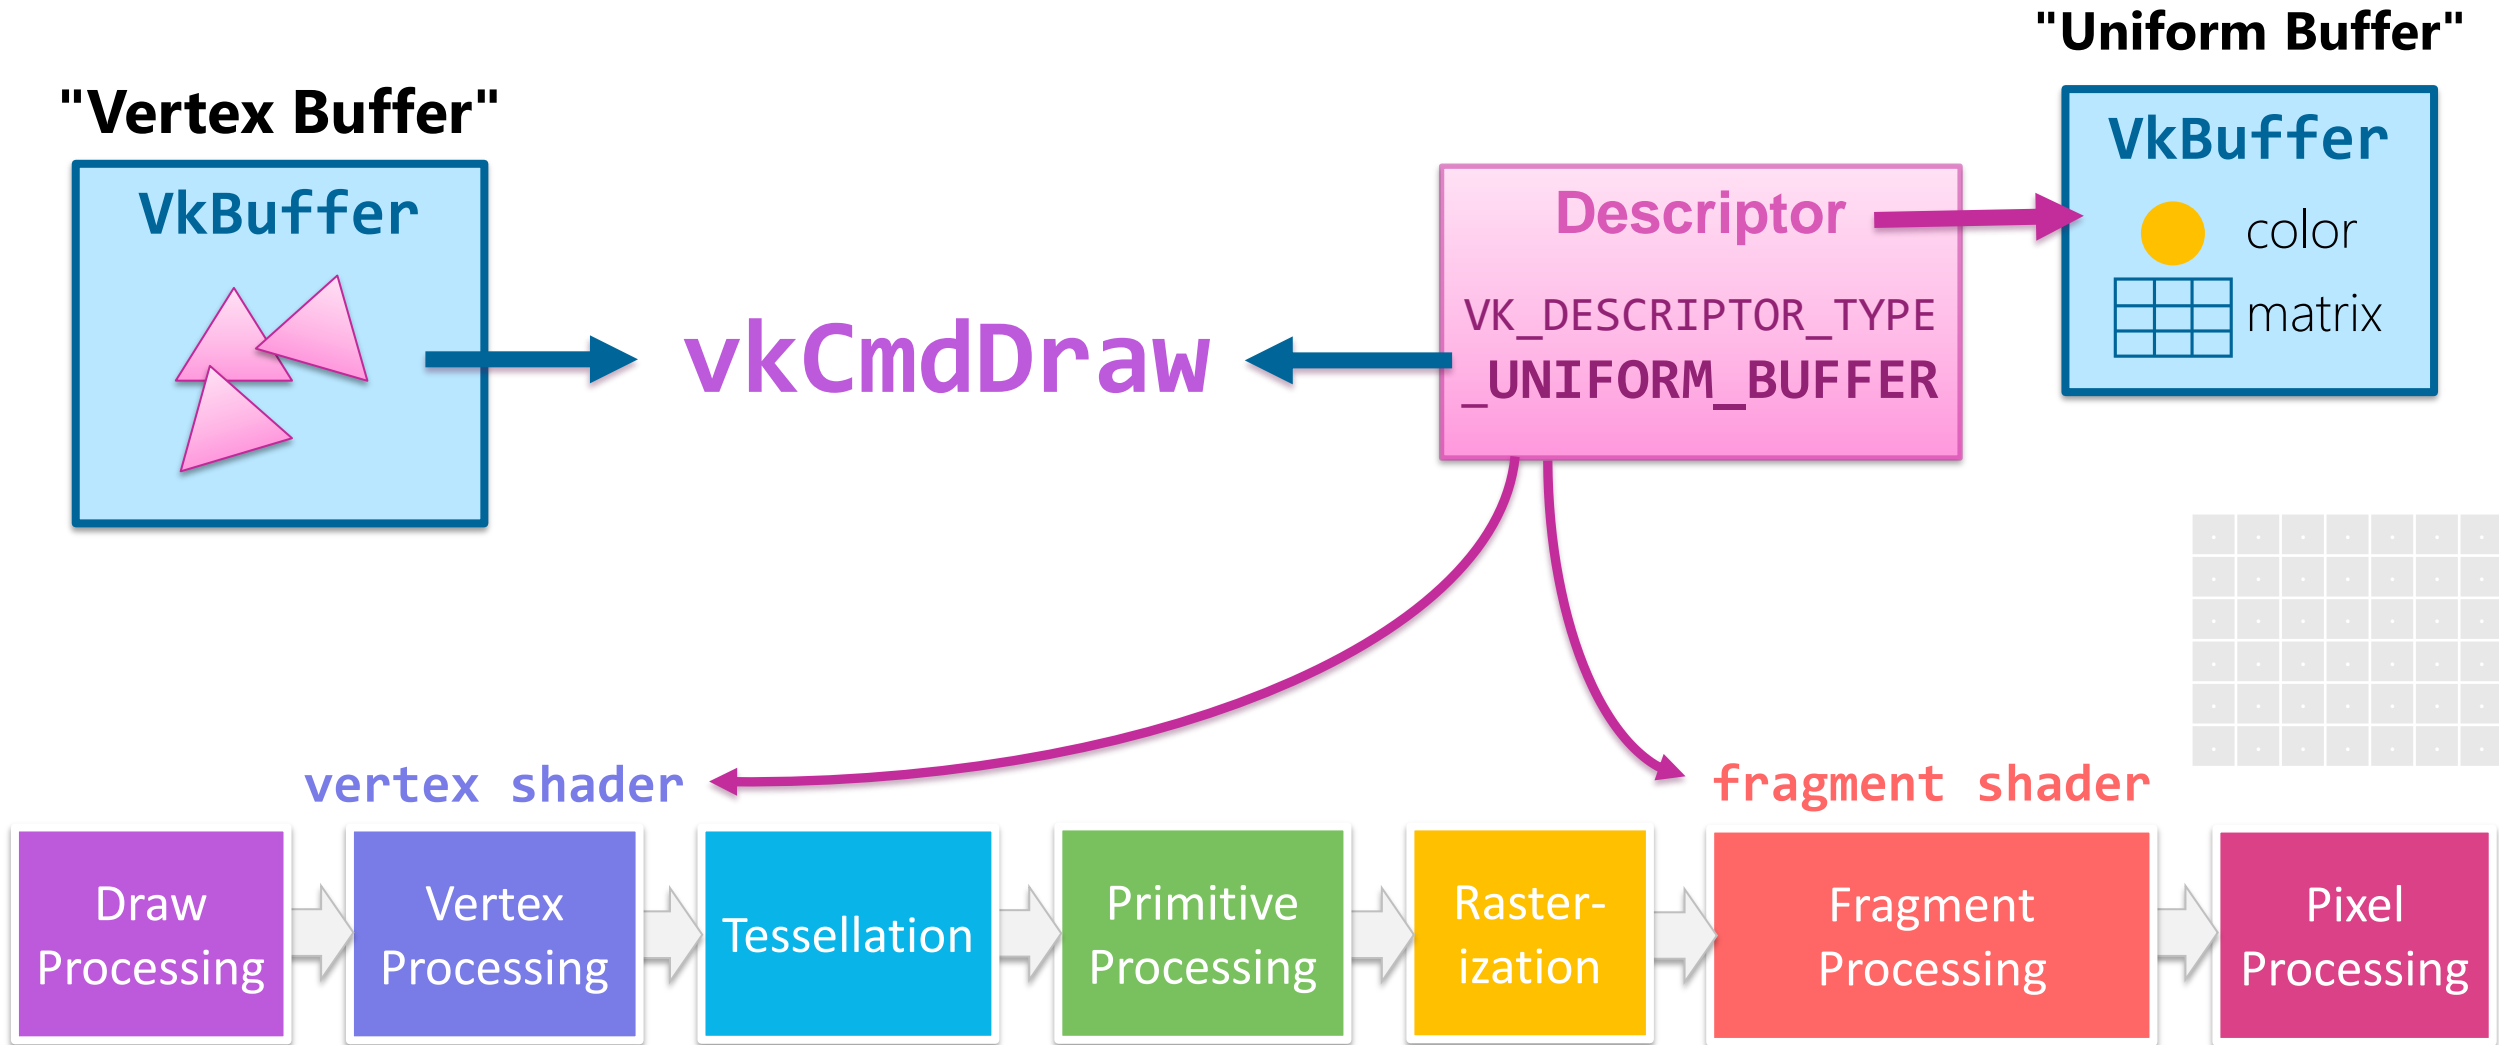 "Uniform Buffer"
"Vertex Buffer"
VkBuffer
VkBuffer
Descriptor
color
matrix
VK_DESCRIPTOR_TYPE
_UNIFORM_BUFFER
vkCmdDraw
vertex shader
fragment shader
Draw
Processing
Vertex
Processing
Tesssellation
Primitive
Processing
Raster-
ization
Fragment
Processing
Pixel
Processing